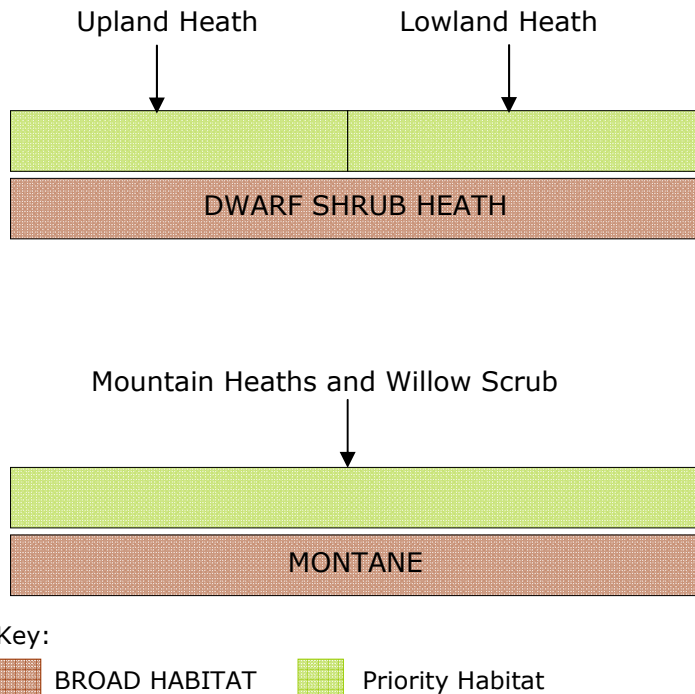 Upland Heath Lowland Heath
DWARF SHRUB HEATH
Mountain Heaths and Willow Scrub
MONTANE
Key:
BROAD HABITAT Priority Habitat